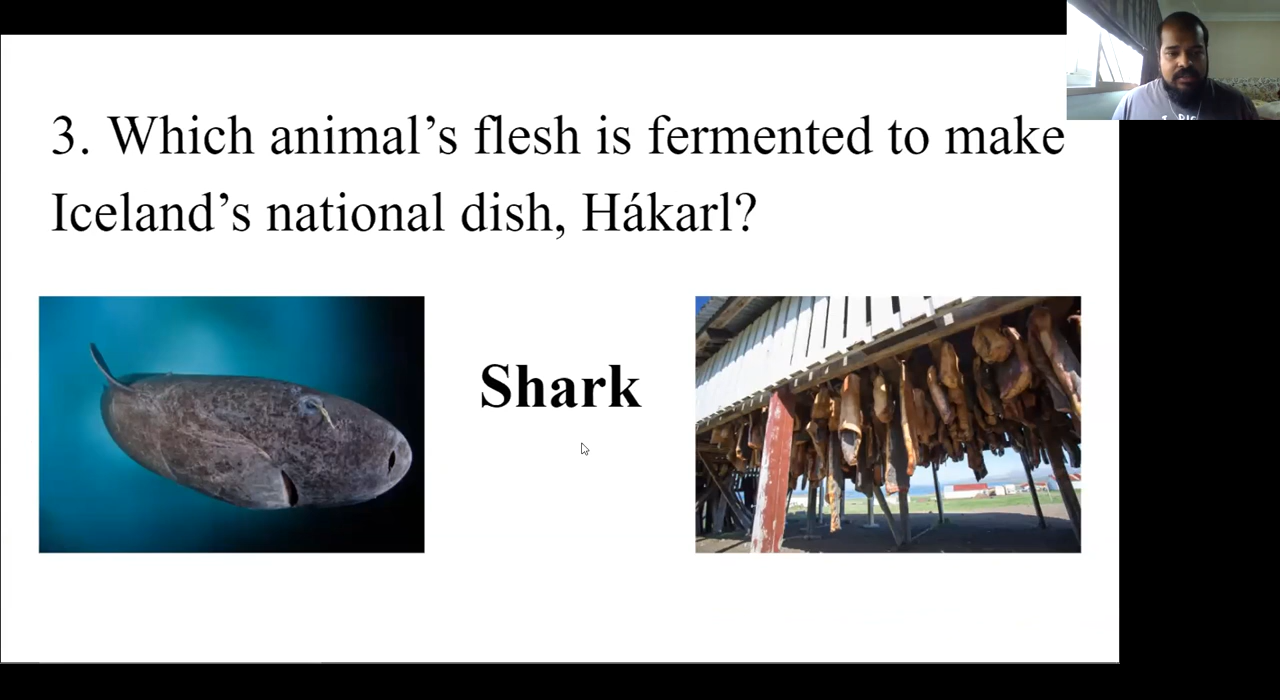 3. Which animal’s flesh is fermented to make
Iceland’s national dish, Hákarl?
Shark